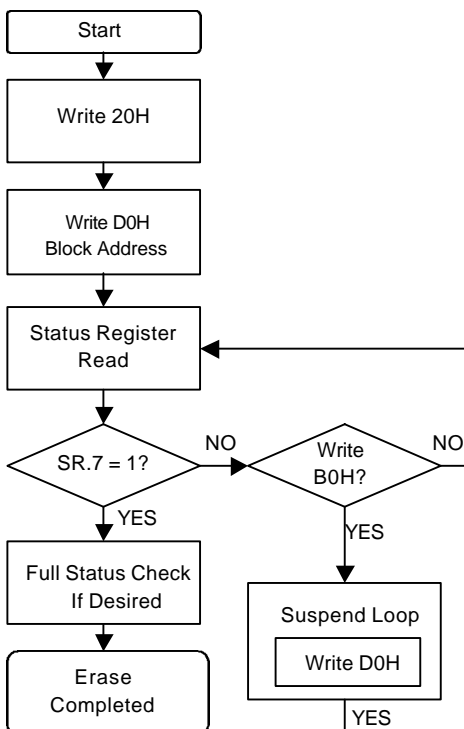 Start
Write 20H
Write D0H
Block Address
Status Register
Read
SR.7 = 1?
NO
Write
B0H?
NO
YES
YES
Full Status Check
If Desired
Suspend Loop
Write D0H
Erase
Completed
YES